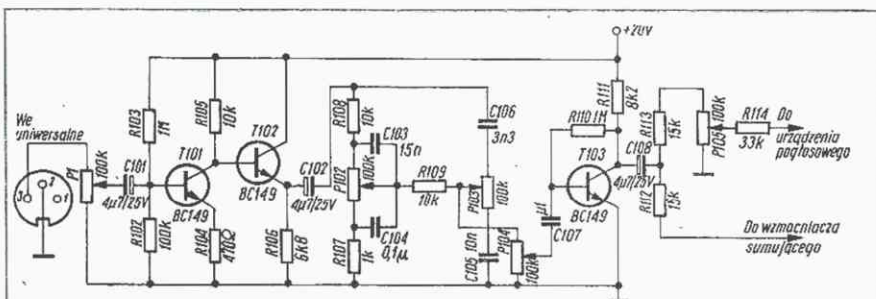 We
uniwersalne
3
2
1
P1
100k
C101
4µ7/25V
R103
1M
R102
100k
T101
BC149
R104
470Ω
R105
10k
T102
BC149
R106
6k8
C102
4µ7/25V
R108
10k
C103
15n
P102
100k
C104
0,1µ
R107
1k
R109
10k
C106
3n3
P103
100k
C105 10n
P104
100k
C107
R110 1M
T103
BC149
+20V
R111
8k2
C108
4µ7/25V
R113
15k
R112
15k
P105
100k
R114
33k
Do
urządzenia
pogłosowego
Do wzmacniacza
sumującego